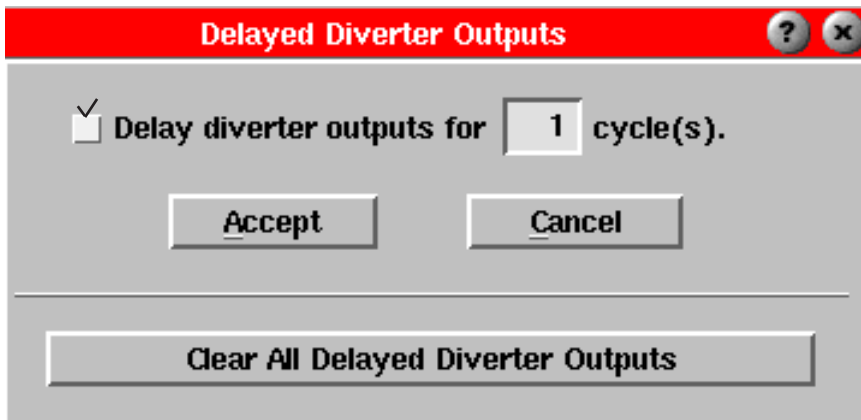 Delayed Diverter Outputs ? x
Delay diverter outputs for 1 cycle(s).
Accept Cancel
Clear All Delayed Diverter Outputs